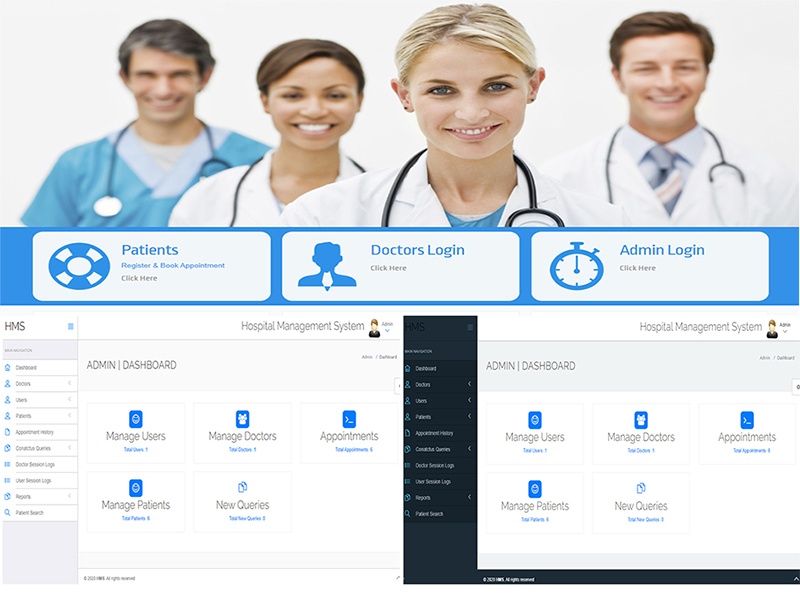 Patients
Register & Book Appointment
Click Here
Doctors Login
Click Here
Admin Login
Click Here
HMS
Hospital Management System
Admin
MAIN NAVIGATION
Dashboard
Doctors
Users
Patients
Appointment History
Conatctus Queries
Doctor Session Logs
User Session Logs
Reports
Patient Search
ADMIN | DASHBOARD
Admin / Dashboard
Manage Users
Total Users: 1
Manage Doctors
Total Doctors: 1
Appointments
Total Appointments: 6
Manage Patients
Total Patients: 6
New Queries
Total New Queries: 0
© 2020 HMS. All rights reserved
HMS
Hospital Management System
Admin
MAIN NAVIGATION
Dashboard
Doctors
Users
Patients
Appointment History
Conatctus Queries
Doctor Session Logs
User Session Logs
Reports
Patient Search
ADMIN | DASHBOARD
Admin / Dashboard
Manage Users
Total Users: 1
Manage Doctors
Total Doctors: 1
Appointments
Total Appointments: 6
Manage Patients
Total Patients: 6
New Queries
Total New Queries: 0
© 2020 HMS. All rights reserved